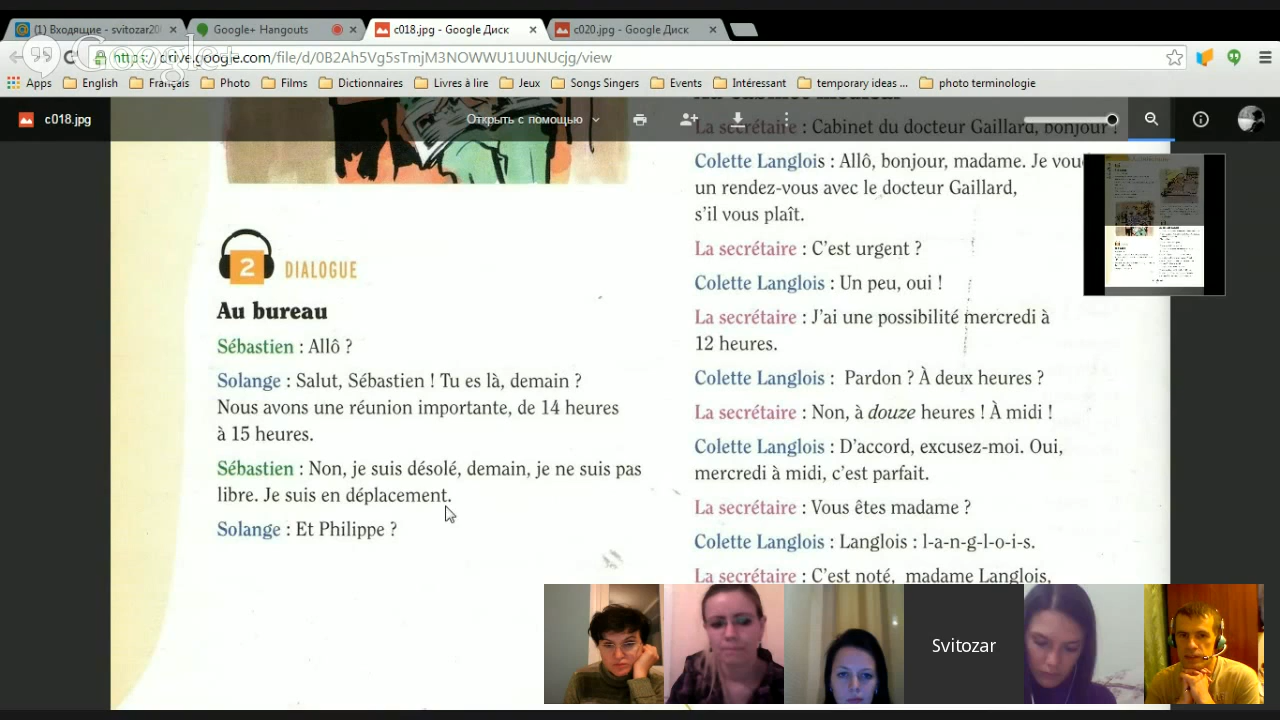 (1) Входящие - svitozar20
Google+ Hangouts
c018.jpg - Google Диск
c020.jpg - Google Диск
Google+
https://drive.google.com/file/d/0B2Ah5Vg5sTmjM3NOWWU1UUNUcjg/view
Apps English Français Photo Films Dictionnaires Livres à lire Jeux Songs Singers Events Intéressant temporary ideas ... photo terminologie
c018.jpg
Открыть с помощью
2 DIALOGUE
Au bureau
Sébastien : Allô ?
Solange : Salut, Sébastien ! Tu es là, demain ?
Nous avons une réunion importante, de 14 heures
à 15 heures.
Sébastien : Non, je suis désolé, demain, je ne suis pas
libre. Je suis en déplacement.
Solange : Et Philippe ?
La secrétaire : Cabinet du docteur Gaillard, bonjour !
Colette Langlois : Allô, bonjour, madame. Je voud
un rendez-vous avec le docteur Gaillard,
s'il vous plaît.
La secrétaire : C'est urgent ?
Colette Langlois : Un peu, oui !
La secrétaire : J'ai une possibilité mercredi à
12 heures.
Colette Langlois : Pardon ? À deux heures ?
La secrétaire : Non, à douze heures ! À midi !
Colette Langlois : D'accord, excusez-moi. Oui,
mercredi à midi, c'est parfait.
La secrétaire : Vous êtes madame ?
Colette Langlois : Langlois : l-a-n-g-l-o-i-s.
La secrétaire : C'est noté, madame Langlois,
Svitozar